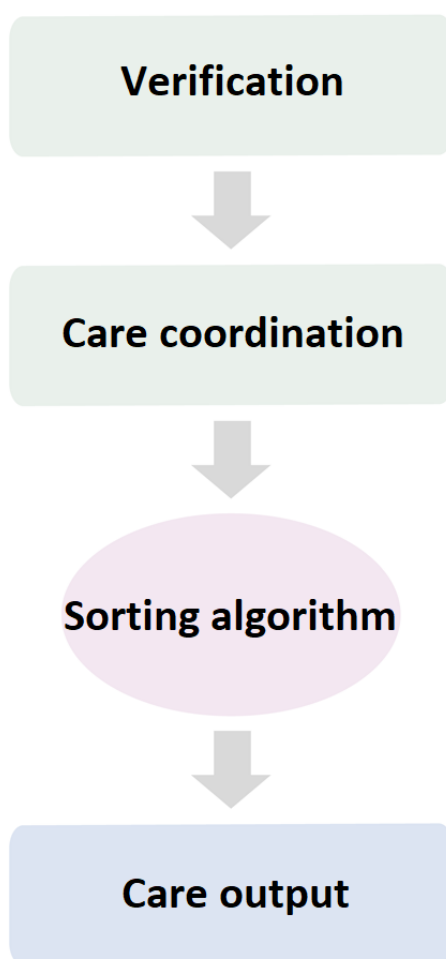 Verification
Care coordination
Sorting algorithm
Care output